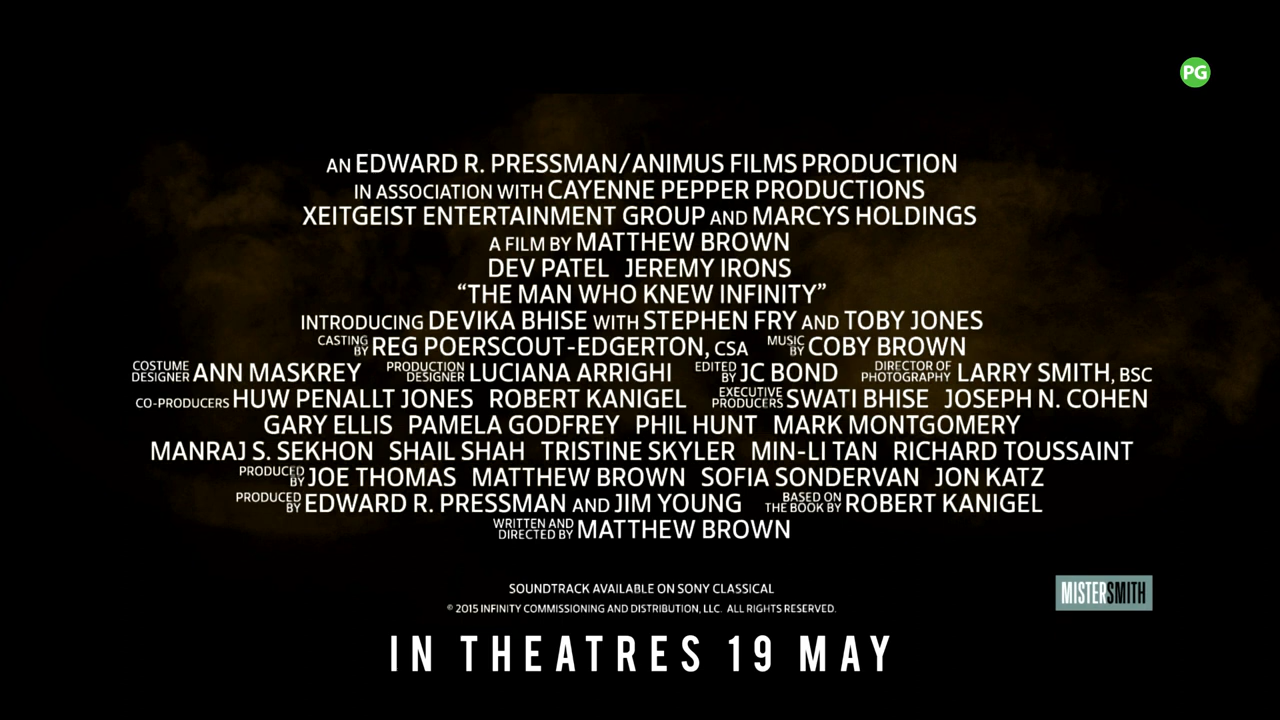 PG
AN EDWARD R. PRESSMAN/ANIMUS FILMS PRODUCTION
IN ASSOCIATION WITH CAYENNE PEPPER PRODUCTIONS
XEITGEIST ENTERTAINMENT GROUP AND MARCYS HOLDINGS
A FILM BY MATTHEW BROWN
DEV PATEL JEREMY IRONS
“THE MAN WHO KNEW INFINITY”
INTRODUCING DEVIKA BHISE WITH STEPHEN FRY AND TOBY JONES
CASTING BY REG POERSCOUT-EDGERTON, CSA MUSIC BY COBY BROWN
COSTUME DESIGNER ANN MASKREY PRODUCTION DESIGNER LUCIANA ARRIGHI EDITED BY JC BOND DIRECTOR OF PHOTOGRAPHY LARRY SMITH, BSC
CO-PRODUCERS HUW PENALLT JONES ROBERT KANIGEL EXECUTIVE PRODUCERS SWATI BHISE JOSEPH N. COHEN
GARY ELLIS PAMELA GODFREY PHIL HUNT MARK MONTGOMERY
MANRAJ S. SEKHON SHAIL SHAH TRISTINE SKYLER MIN-LI TAN RICHARD TOUSSAINT
PRODUCED BY JOE THOMAS MATTHEW BROWN SOFIA SONDERVAN JON KATZ
PRODUCED BY EDWARD R. PRESSMAN AND JIM YOUNG BASED ON THE BOOK BY ROBERT KANIGEL
WRITTEN AND DIRECTED BY MATTHEW BROWN
SOUNDTRACK AVAILABLE ON SONY CLASSICAL
MISTERSMITH
© 2015 INFINITY COMMISSIONING AND DISTRIBUTION, LLC. ALL RIGHTS RESERVED.
IN THEATRES 19 MAY